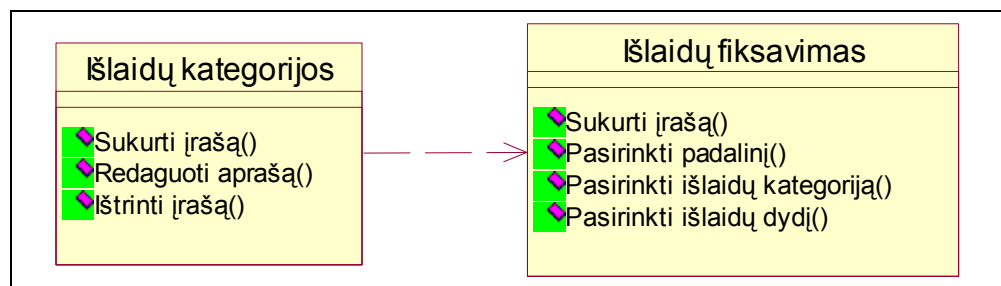 Išlaidų kategorijos
Sukurti įrašą()
Redaguoti aprašą()
Ištrinti įrašą()
Išlaidų fiksavimas
Sukurti įrašą()
Pasirinkti padalinį()
Pasirinkti išlaidų kategoriją()
Pasirinkti išlaidų dydį()